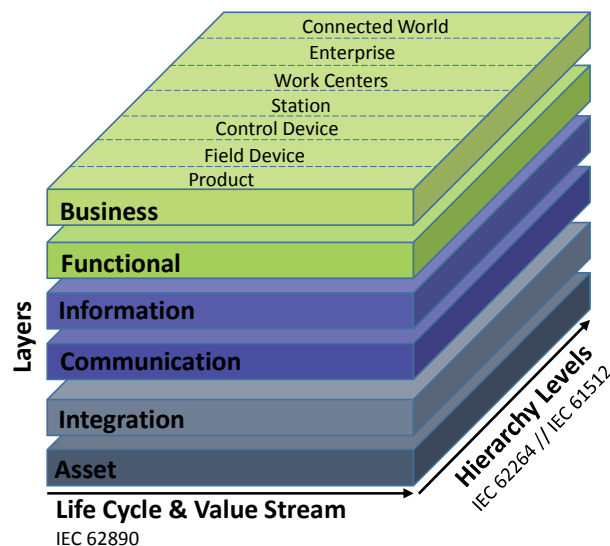 Connected World
Enterprise
Work Centers
Station
Control Device
Field Device
Product
Business
Functional
Information
Communication
Integration
Asset
Layers
Life Cycle & Value Stream
IEC 62890
Hierarchy Levels
IEC 62264 // IEC 61512